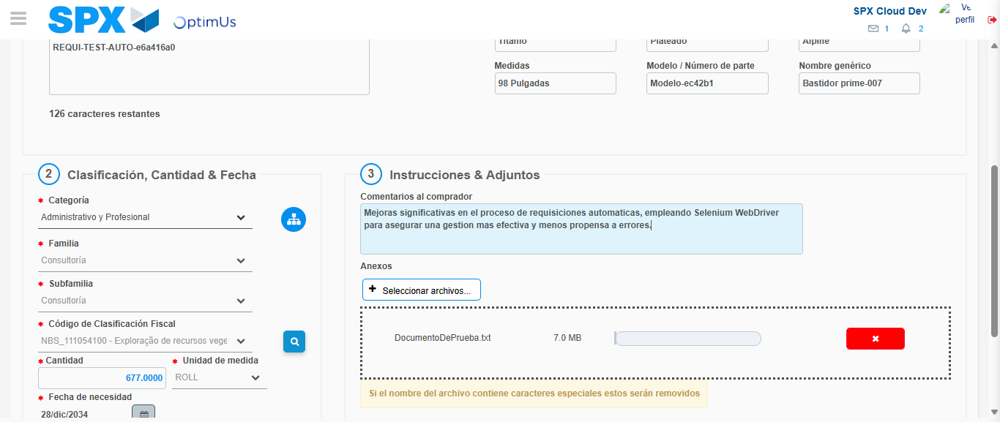 SPX
OptimUs
SPX Cloud Dev
Ve
perfil
1
2
REQUI-TEST-AUTO-e6a416a0
126 caracteres restantes
Titanio
Plateado
Alpine
Medidas
Modelo / Número de parte
Nombre genérico
98 Pulgadas
Modelo-ec42b1
Bastidor prime-007
2 Clasificación, Cantidad & Fecha
* Categoría
Administrativo y Profesional
* Familia
Consultoría
* Subfamilia
Consultoría
* Código de Clasificación Fiscal
NBS_111054100 - Exploração de recursos vege
* Cantidad
* Unidad de medida
677.0000
ROLL
* Fecha de necesidad
28/dic/2034
3 Instrucciones & Adjuntos
Comentarios al comprador
Mejoras significativas en el proceso de requisiciones automaticas, empleando Selenium WebDriver
para asegurar una gestion mas efectiva y menos propensa a errores.
Anexos
+ Seleccionar archivos...
DocumentoDePrueba.txt
7.0 MB
Si el nombre del archivo contiene caracteres especiales estos serán removidos